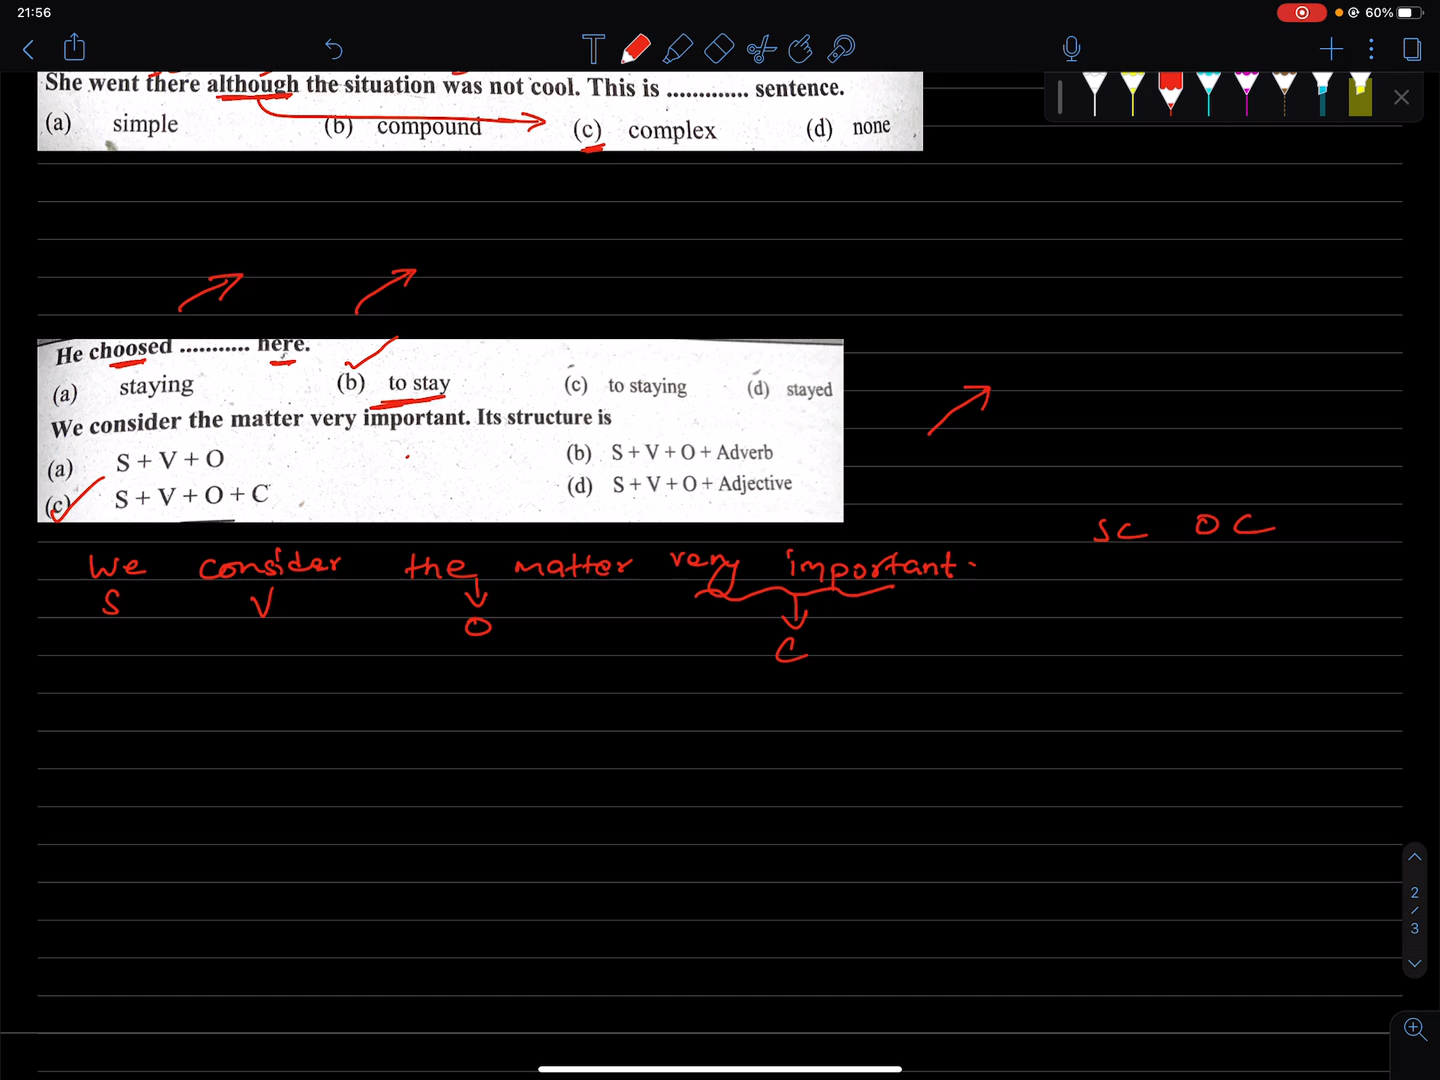 21:56
60%
She went there although the situation was not cool. This is ............. sentence.
(a) simple (b) compound (c) complex (d) none
He choosed ........... here.
(a) staying (b) to stay (c) to staying (d) stayed
We consider the matter very important. Its structure is
(a) S + V + O (b) S + V + O + Adverb
(c) S + V + O + C (d) S + V + O + Adjective
SC OC
We consider the matter very important.
S V O C
2
/
3